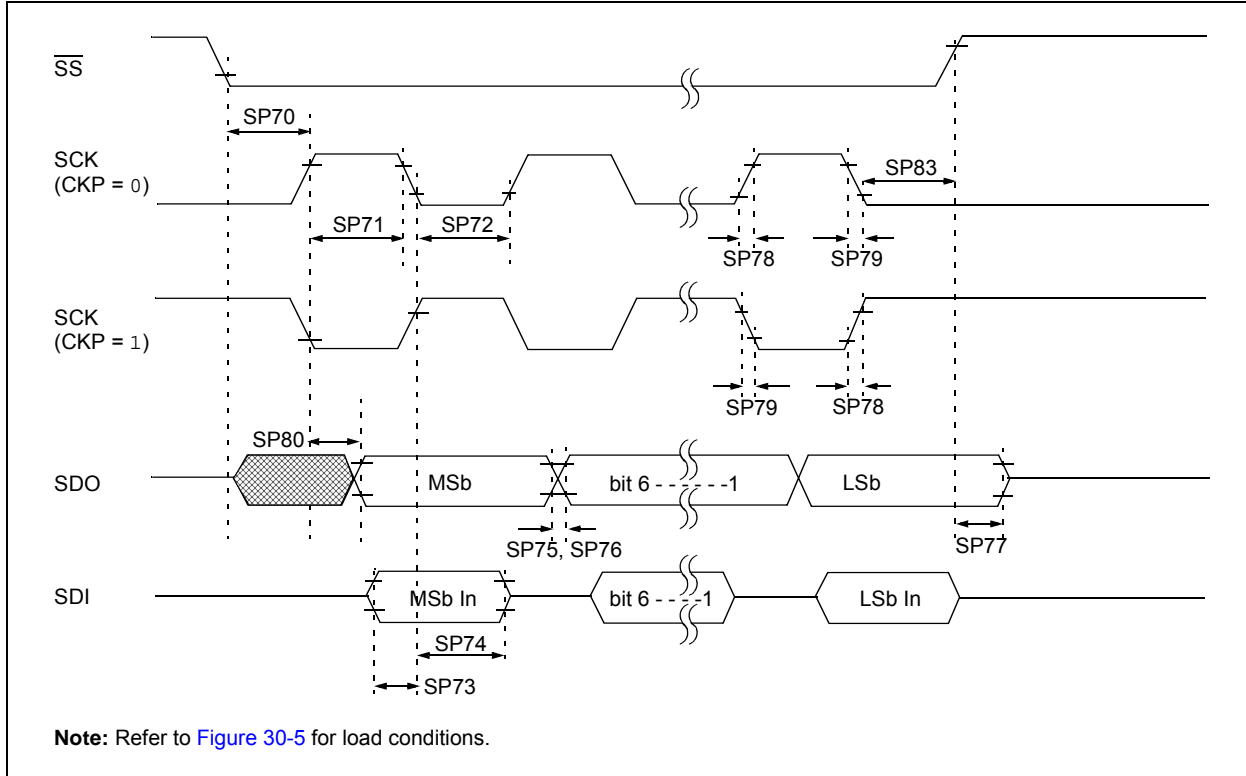 SS
SP70
SCK
(CKP = 0)
SP83
SP71
SP72
SP78
SP79
SCK
(CKP = 1)
SP79
SP78
SP80
SDO
MSb
bit 6 - - - - - -1
LSb
SP75, SP76
SP77
SDI
MSb In
bit 6 - - - -1
LSb In
SP74
SP73
Note: Refer to Figure 30-5 for load conditions.